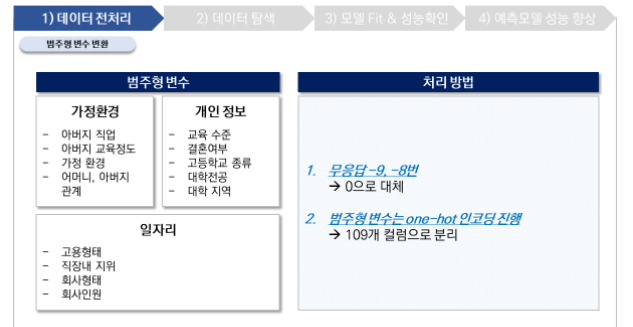 1) 데이터 전처리
2) 데이터 탐색
3) 모델 Fit & 성능확인
4) 예측모델 성능 향상
범주형 변수 변환
범주형 변수
가정환경
- 아버지 직업
- 아버지 교육정도
- 가정 환경
- 어머니, 아버지
관계
개인 정보
- 교육 수준
- 결혼여부
- 고등학교 종류
- 대학전공
- 대학 지역
일자리
- 고용형태
- 직장내 지위
- 회사형태
- 회사인원
처리 방법
1. 무응답 -9, -8번
→ 0으로 대체
2. 범주형 변수는 one-hot 인코딩 진행
→ 109개 컬럼으로 분리